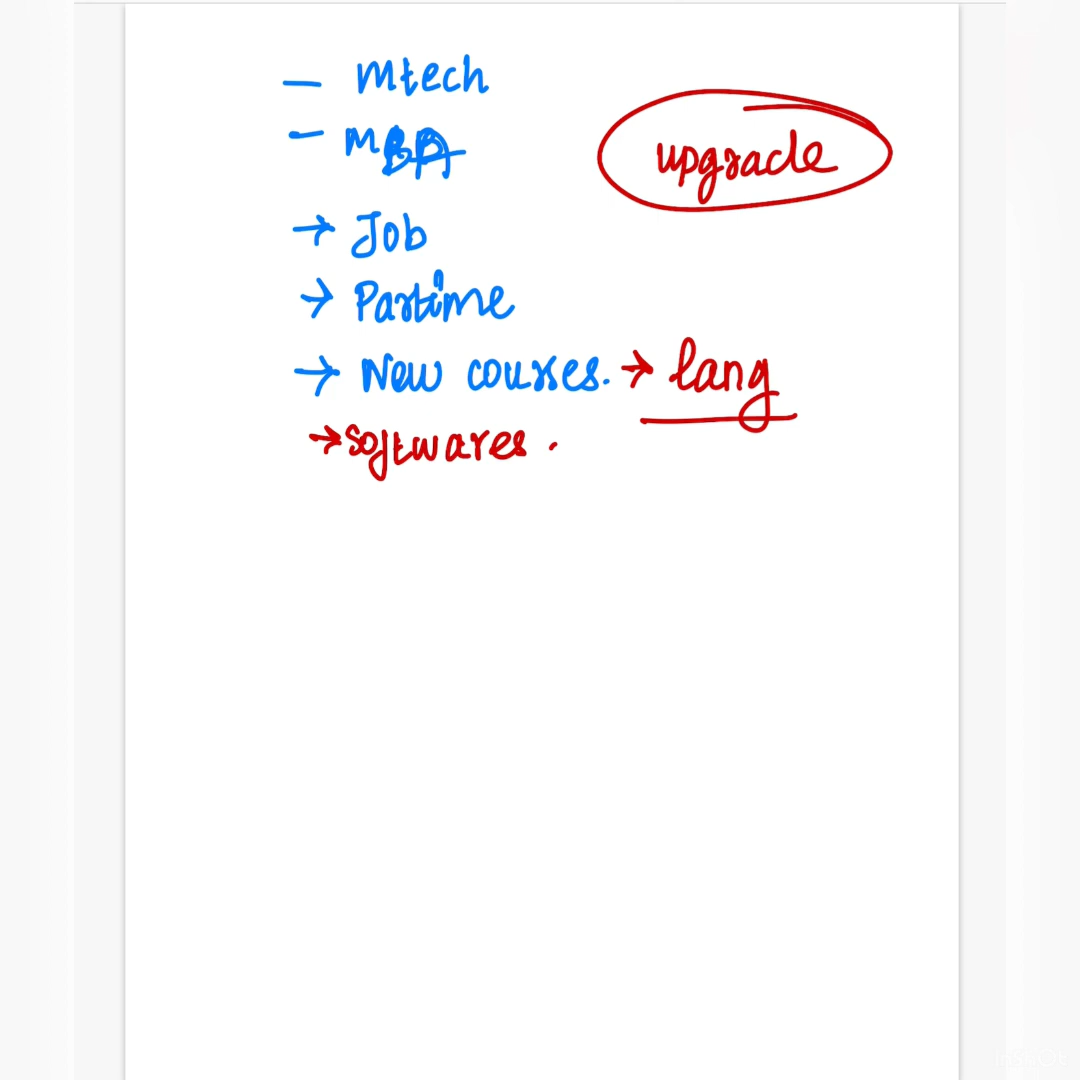 — Mtech
— MBA
upgrade
→ Job
→ Partime
→ New courses. → lang
→ softwares.